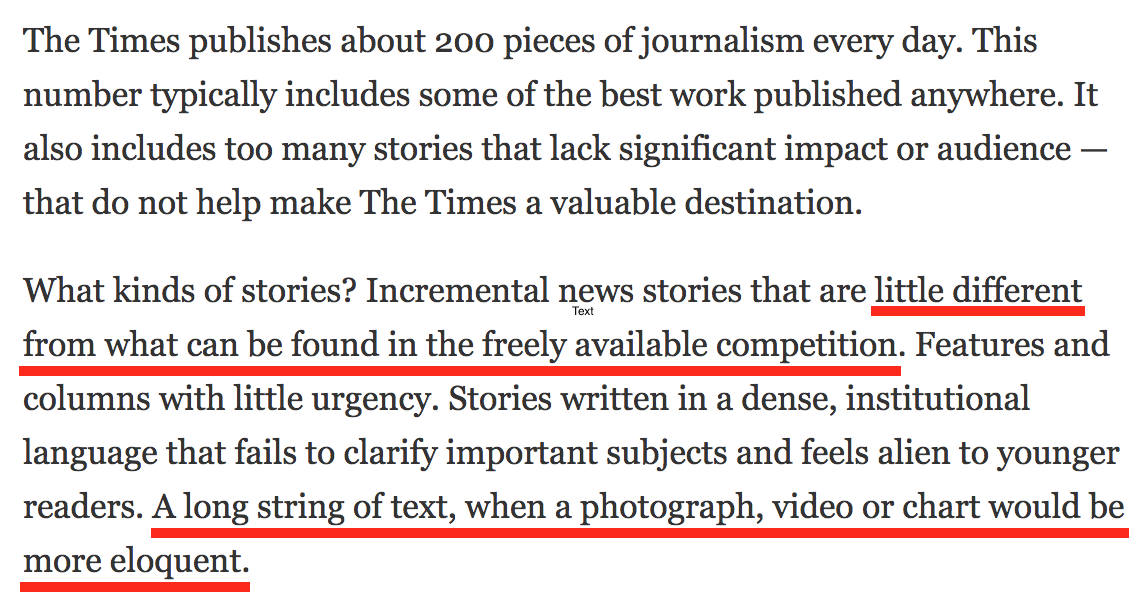 The Times publishes about 200 pieces of journalism every day. This
number typically includes some of the best work published anywhere. It
also includes too many stories that lack significant impact or audience —
that do not help make The Times a valuable destination.
What kinds of stories? Incremental news stories that are little different
Text
from what can be found in the freely available competition. Features and
columns with little urgency. Stories written in a dense, institutional
language that fails to clarify important subjects and feels alien to younger
readers. A long string of text, when a photograph, video or chart would be
more eloquent.